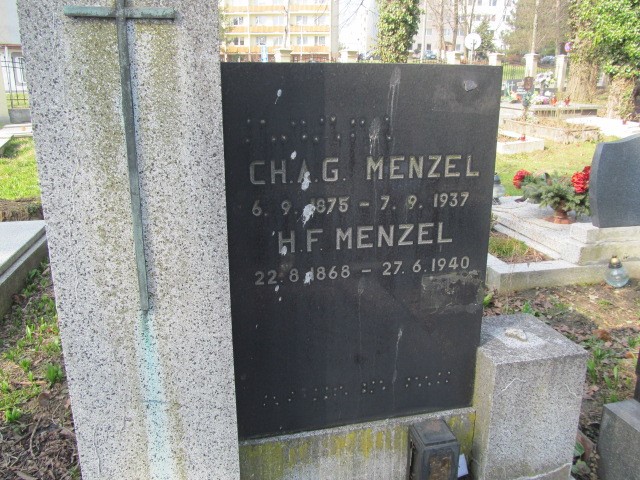 CH.A.G. MENZEL
6. 9. 1875 - 7. 9. 1937
H.F. MENZEL
22. 8. 1868 - 27. 6. 1940